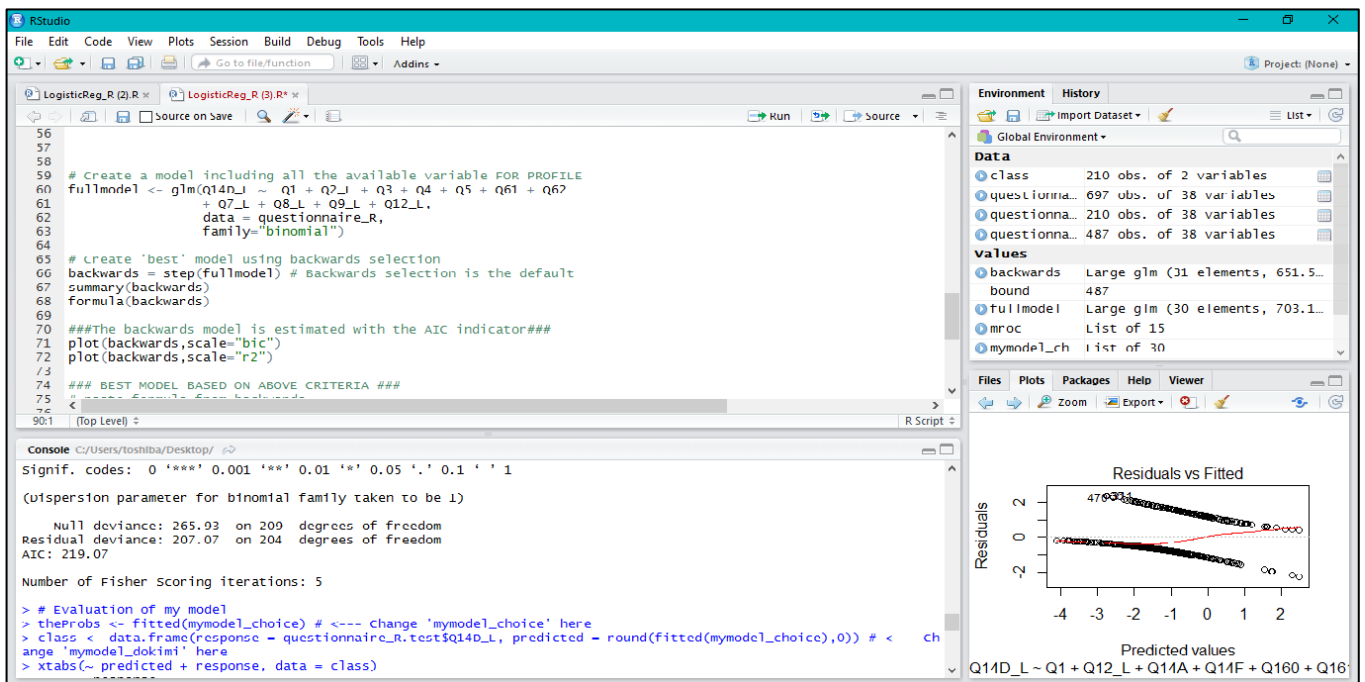 RStudio
File Edit Code View Plots Session Build Debug Tools Help
Go to file/function Addins
Project: (None)
LogisticReg_R (2).R LogisticReg_R (3).R*
Source on Save Run Source
56
57
58
59 # Create a model including all the available variable FOR PROFILE
60 fullmodel <- glm(Q14D_L ~ Q1 + Q2_L + Q3 + Q4 + Q5 + Q61 + Q62
61 + Q7_L + Q8_L + Q9_L + Q12_L,
62 data = questionnaire_R,
63 family="binomial")
64
65 # Create 'best' model using backwards selection
66 backwards = step(fullmodel) # Backwards selection is the default
67 summary(backwards)
68 formula(backwards)
69
70 ###The backwards model is estimated with the AIC indicator###
71 plot(backwards,scale="bic")
72 plot(backwards,scale="r2")
73
74 ### BEST MODEL BASED ON ABOVE CRITERIA ###
75 # paste formula from backwards
76
90:1 (Top Level) R Script
Console C:/Users/toshiba/Desktop/
Signif. codes: 0 '***' 0.001 '**' 0.01 '*' 0.05 '.' 0.1 ' ' 1
(Dispersion parameter for binomial family taken to be 1)
Null deviance: 265.93 on 209 degrees of freedom
Residual deviance: 207.07 on 204 degrees of freedom
AIC: 219.07
Number of Fisher Scoring iterations: 5
> # Evaluation of my model
> theProbs <- fitted(mymodel_choice) # <--- Change 'mymodel_choice' here
> class <- data.frame(response = questionnaire_R.test$Q14D_L, predicted = round(fitted(mymodel_choice),0)) # < Ch
ange 'mymodel_dokimi' here
> xtabs(~ predicted + response, data = class)
response
Environment History
Import Dataset List
Global Environment
Data
class 210 obs. of 2 variables
questionna… 697 obs. of 38 variables
questionna… 210 obs. of 38 variables
questionna… 487 obs. of 38 variables
Values
backwards Large glm (31 elements, 651.5…
bound 487
fullmodel Large glm (30 elements, 703.1…
mroc List of 15
mymodel_ch List of 30
Files Plots Packages Help Viewer
Zoom Export
Residuals vs Fitted
Residuals
2
0
-2
-4 -3 -2 -1 0 1 2
Predicted values
Q14D_L ~ Q1 + Q12_L + Q14A + Q14F + Q160 + Q161